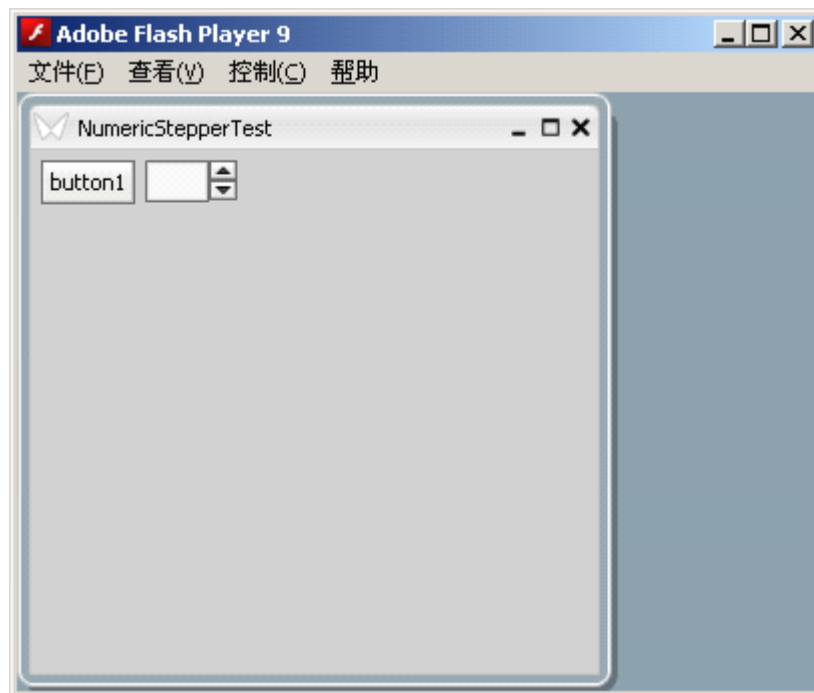 Adobe Flash Player 9
文件(F) 查看(V) 控制(C) 帮助
NumericStepperTest
button1